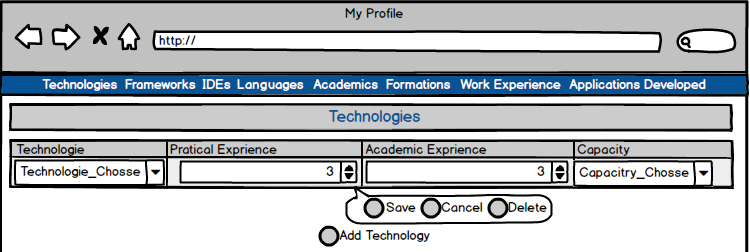 My Profile
http://
Technologies Frameworks IDEs Languages Academics Formations Work Experience Applications Developed
Technologies
Technologie Pratical Exprience Academic Exprience Capacity
Technologie_Chosse 3 3 Capacitry_Chosse
Save Cancel Delete
Add Technology